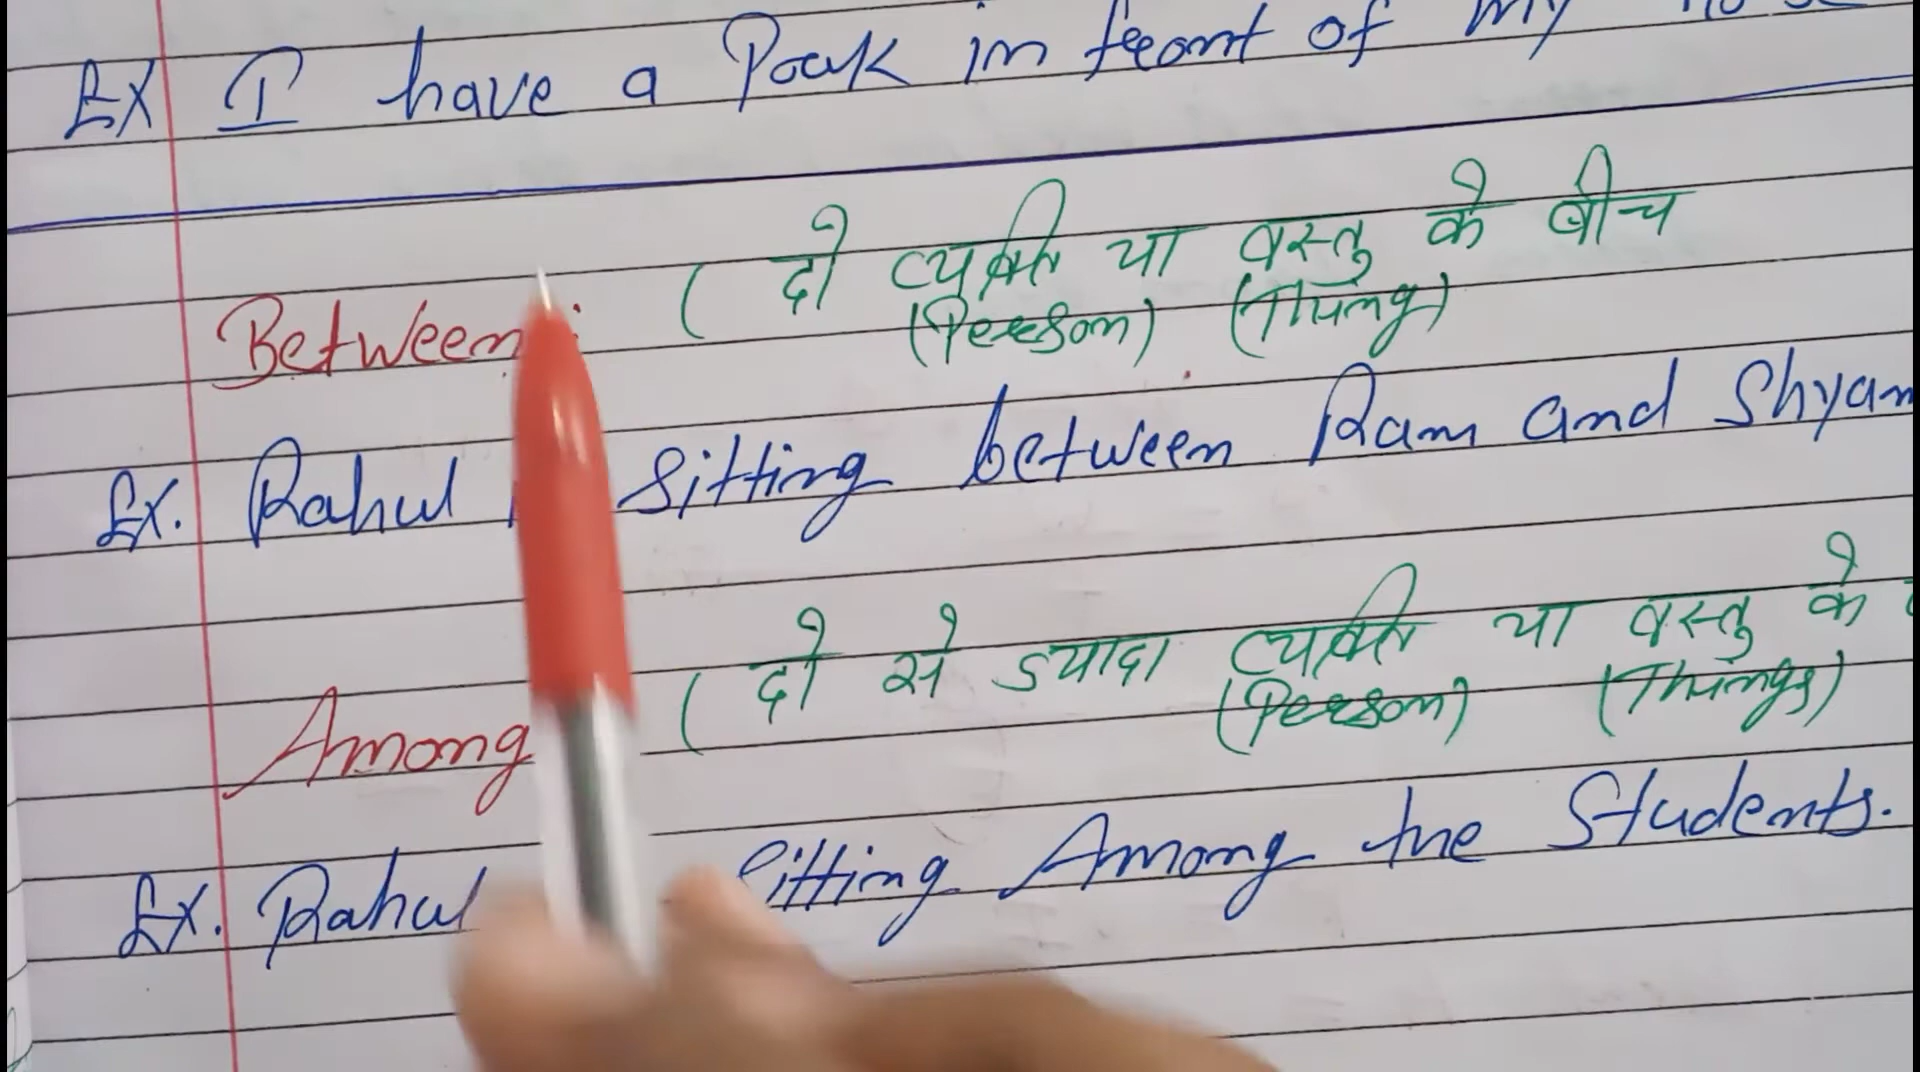 Ex I have a Park in front of my
Between: ( दो व्यक्ति या वस्तु के बीच
(Person) (Thing)
Ex. Rahul sitting between Ram and Shyam
Among ( दो से ज्यादा व्यक्ति या वस्तु के
(Person) (Things)
Ex. Rahul Sitting Among the Students.